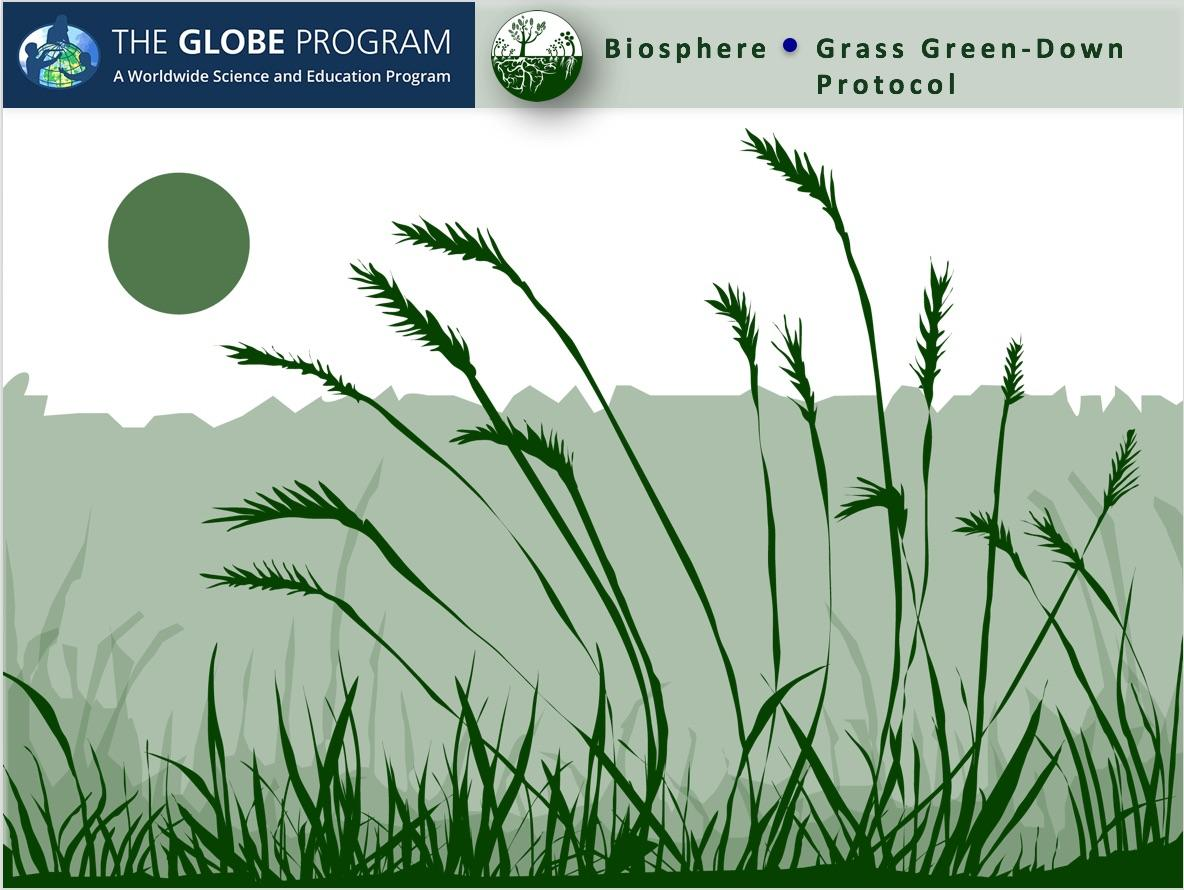 THE GLOBE PROGRAM
A Worldwide Science and Education Program
Biosphere • Grass Green-Down
Protocol